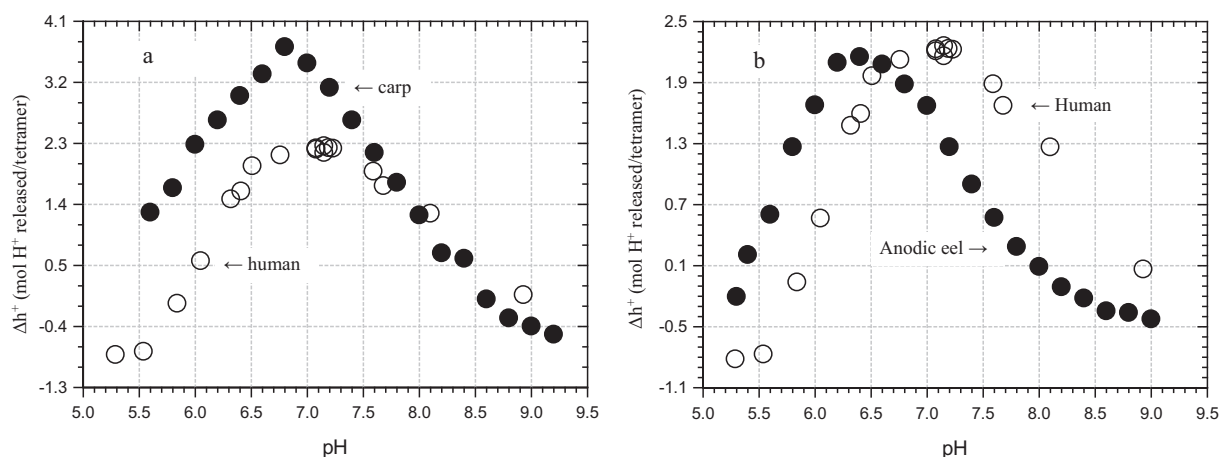 a
Δh⁺ (mol H⁺ released/tetramer)
4.1
3.2
2.3
1.4
0.5
-0.4
-1.3
← carp
← human
5.0 5.5 6.0 6.5 7.0 7.5 8.0 8.5 9.0 9.5
pH
b
Δh⁺ (mol H⁺ released/tetramer)
2.5
1.9
1.3
0.7
0.1
-0.5
-1.1
← Human
Anodic eel →
5.0 5.5 6.0 6.5 7.0 7.5 8.0 8.5 9.0 9.5
pH